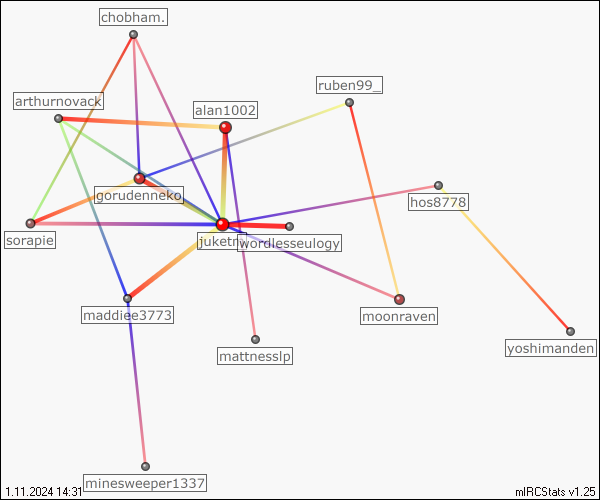 chobham.
ruben99_
arthurnovack
alan1002
gorudenneko
hos8778
sorapie
wordlesseulogy
maddiee3773
moonraven
mattnesslp
yoshimanden
minesweeper1337
1.11.2024 14:31
mIRCStats v1.25